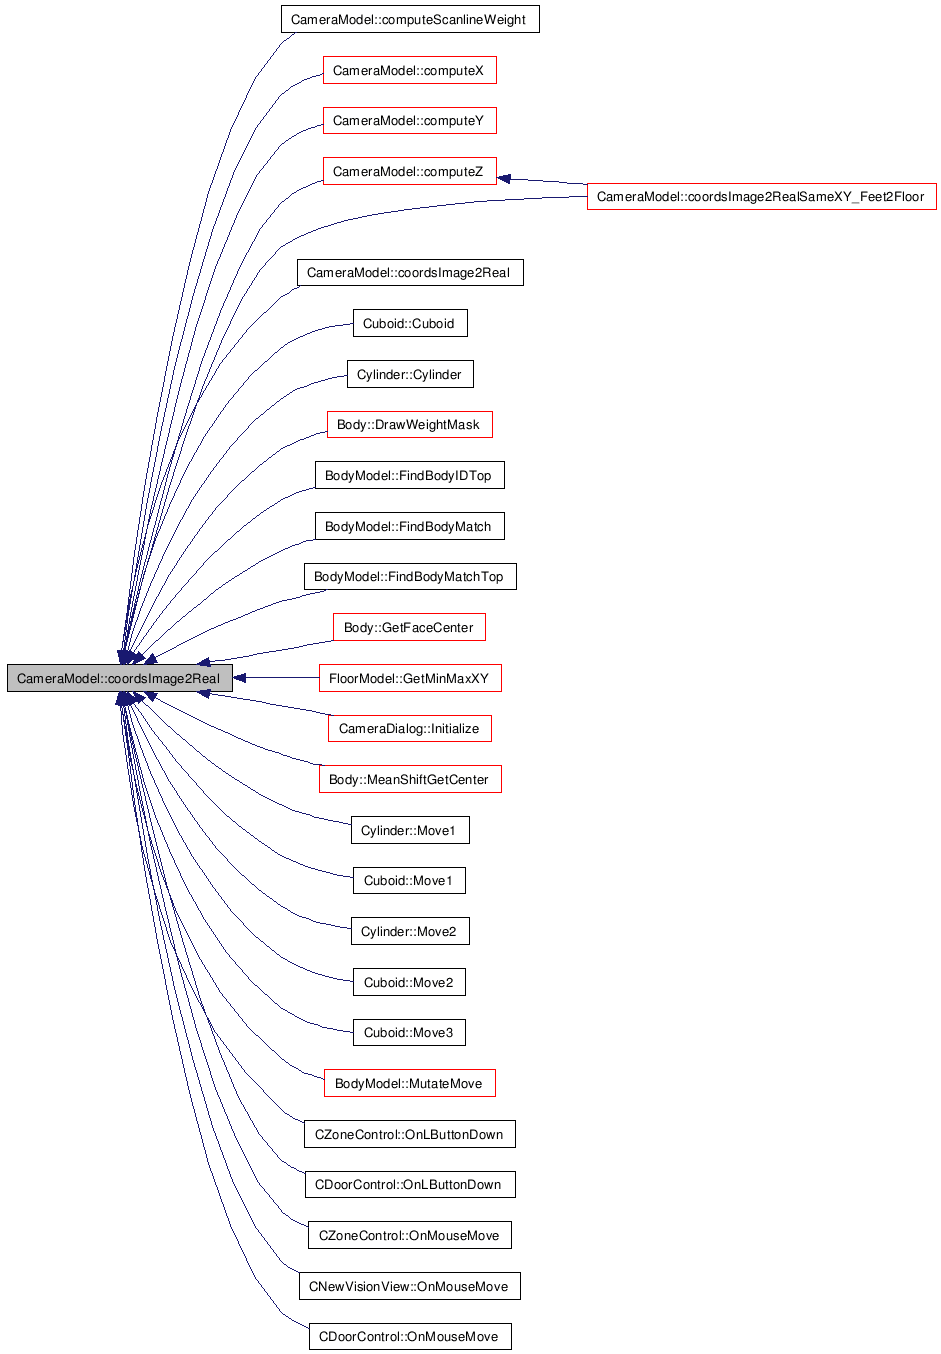 CameraModel::computeScanlineWeight
CameraModel::computeX
CameraModel::computeY
CameraModel::computeZ
CameraModel::coordsImage2RealSameXY_Feet2Floor
CameraModel::coordsImage2Real
Cuboid::Cuboid
Cylinder::Cylinder
Body::DrawWeightMask
BodyModel::FindBodyIDTop
BodyModel::FindBodyMatch
BodyModel::FindBodyMatchTop
Body::GetFaceCenter
CameraModel::coordsImage2Real
FloorModel::GetMinMaxXY
CameraDialog::Initialize
Body::MeanShiftGetCenter
Cylinder::Move1
Cuboid::Move1
Cylinder::Move2
Cuboid::Move2
Cuboid::Move3
BodyModel::MutateMove
CZoneControl::OnLButtonDown
CDoorControl::OnLButtonDown
CZoneControl::OnMouseMove
CNewVisionView::OnMouseMove
CDoorControl::OnMouseMove